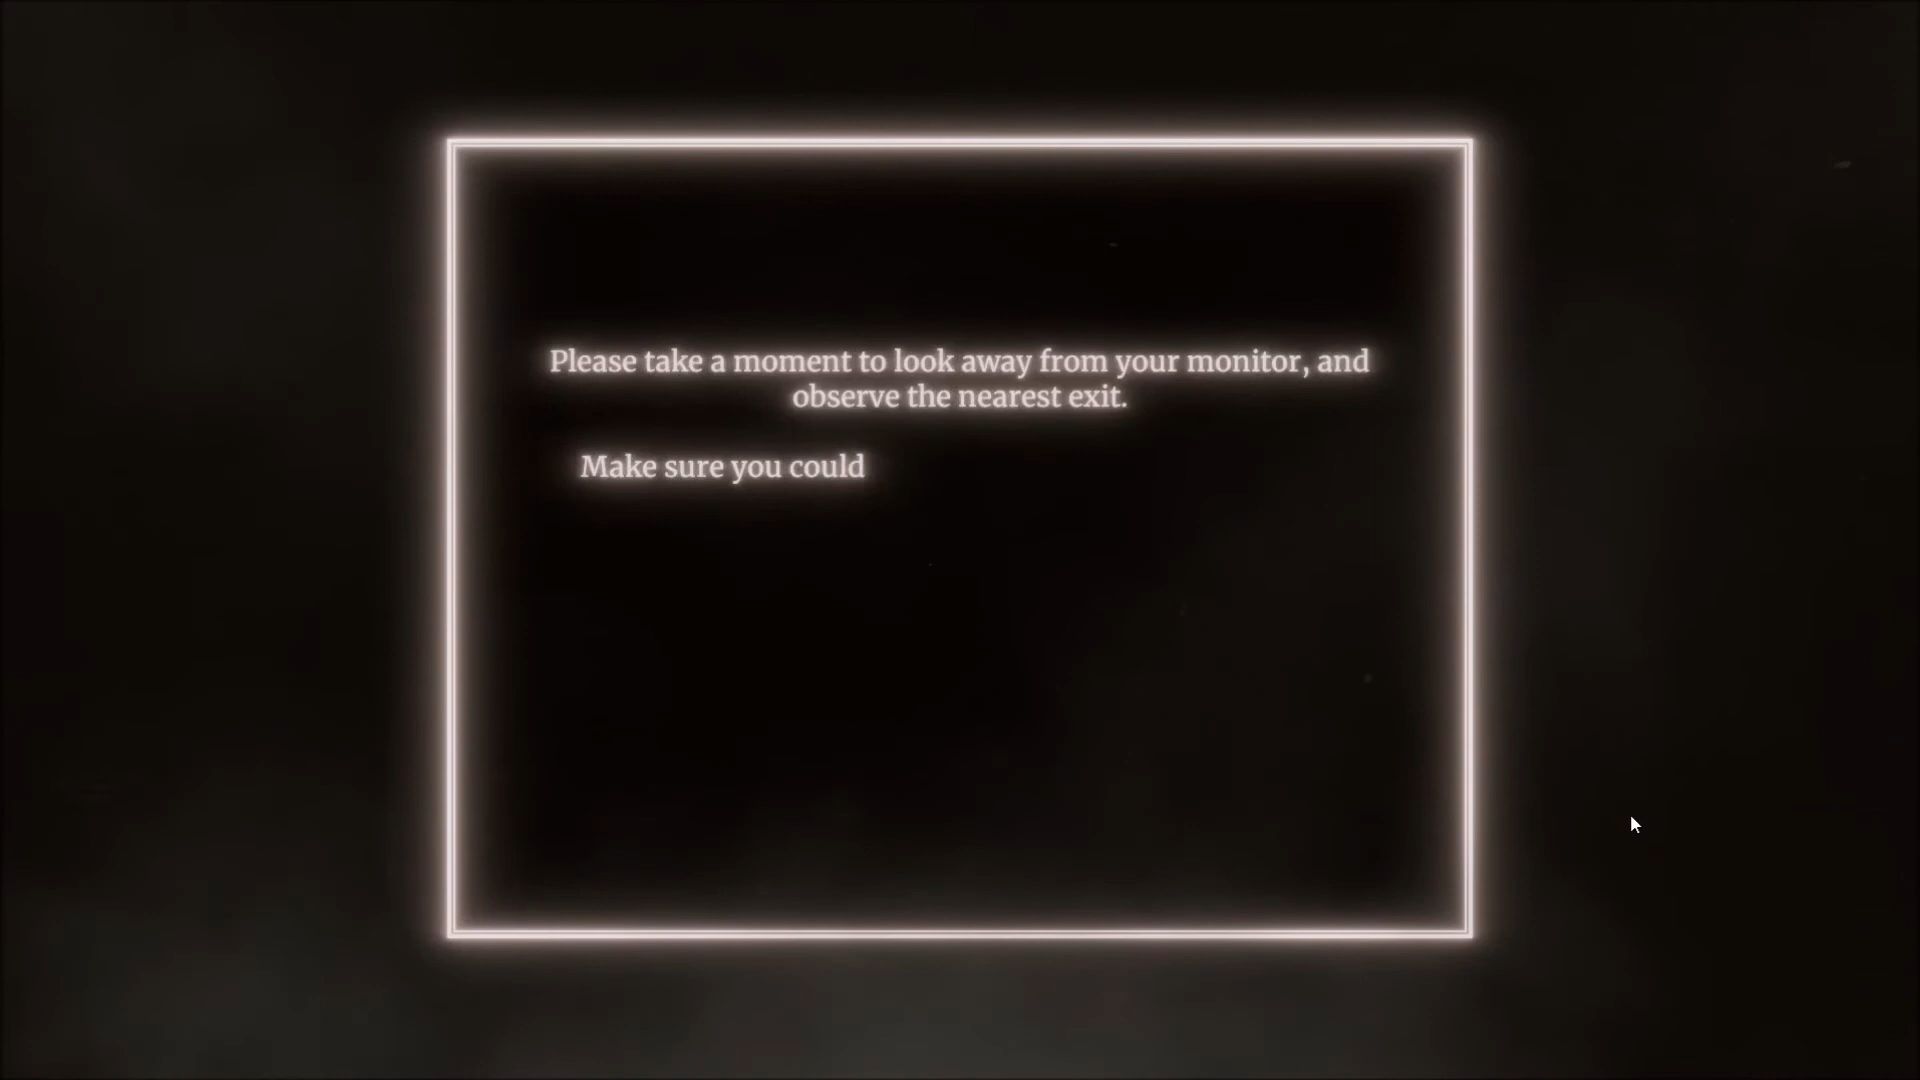 Please take a moment to look away from your monitor, and
observe the nearest exit.
Make sure you could